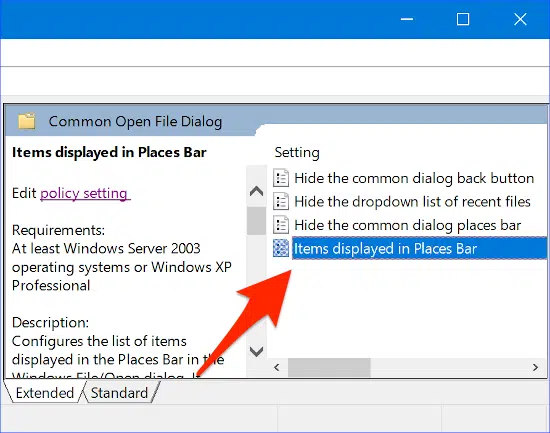 Common Open File Dialog
Items displayed in Places Bar
Edit policy setting
Requirements:
At least Windows Server 2003
operating systems or Windows XP
Professional
Description:
Configures the list of items
displayed in the Places Bar in the
Windows File/Open dialog. If
Setting
Hide the common dialog back button
Hide the dropdown list of recent files
Hide the common dialog places bar
Items displayed in Places Bar
Extended
Standard